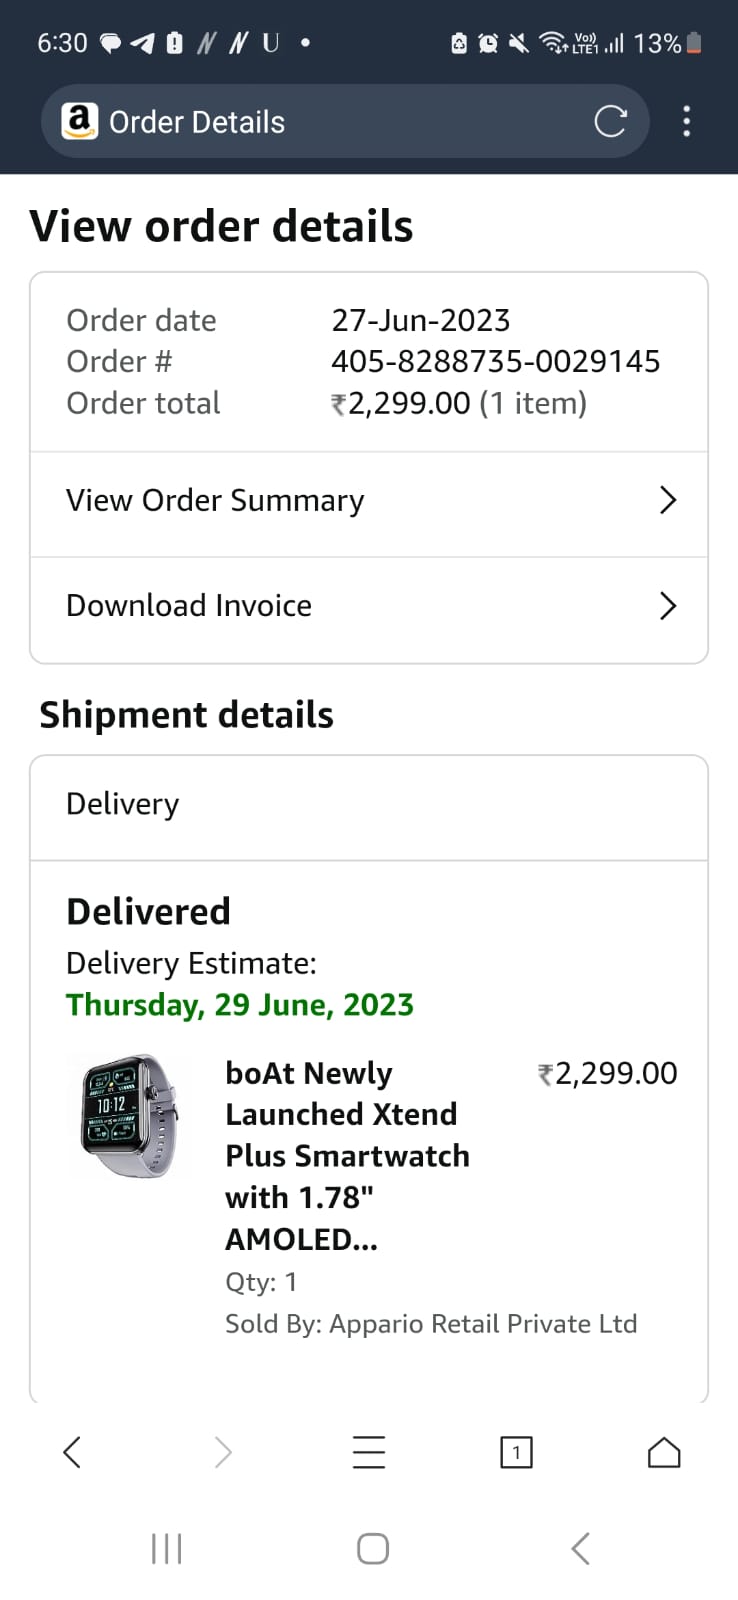 6:30 N N U 13%
Vo)) LTE1
a Order Details
View order details
Order date 27-Jun-2023
Order # 405-8288735-0029145
Order total ₹2,299.00 (1 item)
View Order Summary
Download Invoice
Shipment details
Delivery
Delivered
Delivery Estimate:
Thursday, 29 June, 2023
10:12
boAt Newly ₹2,299.00
Launched Xtend
Plus Smartwatch
with 1.78"
AMOLED...
Qty: 1
Sold By: Appario Retail Private Ltd
1